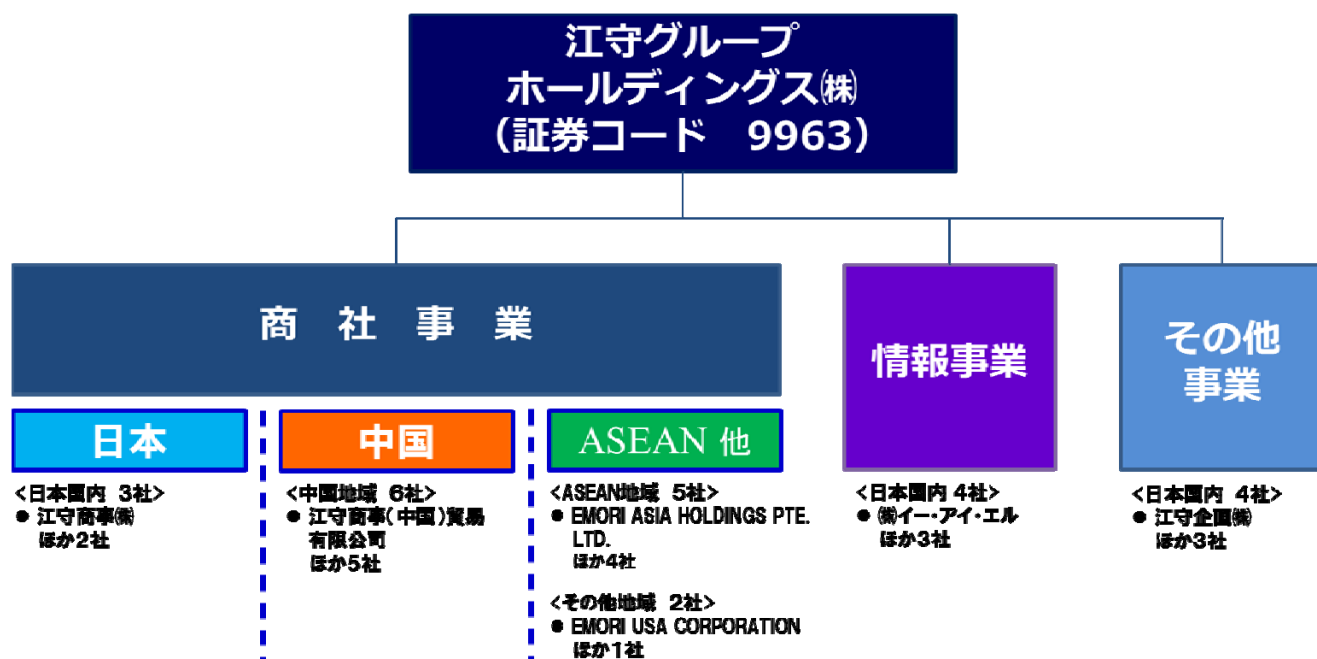 江守グループ
ホールディングス㈱
（証券コード　9963）
商　社　事　業
情報事業
その他
事業
日本
中国
ASEAN 他
<日本国内 3社>
● 江守商事㈱
ほか2社
<中国地域 6社>
● 江守商事(中国)貿易
有限公司
ほか5社
<ASEAN地域 5社>
● EMORI ASIA HOLDINGS PTE.
LTD.
ほか4社
<その他地域 2社>
● EMORI USA CORPORATION
ほか1社
<日本国内 4社>
● ㈱イー・アイ・エル
ほか3社
<日本国内 4社>
● 江守企画㈱
ほか3社